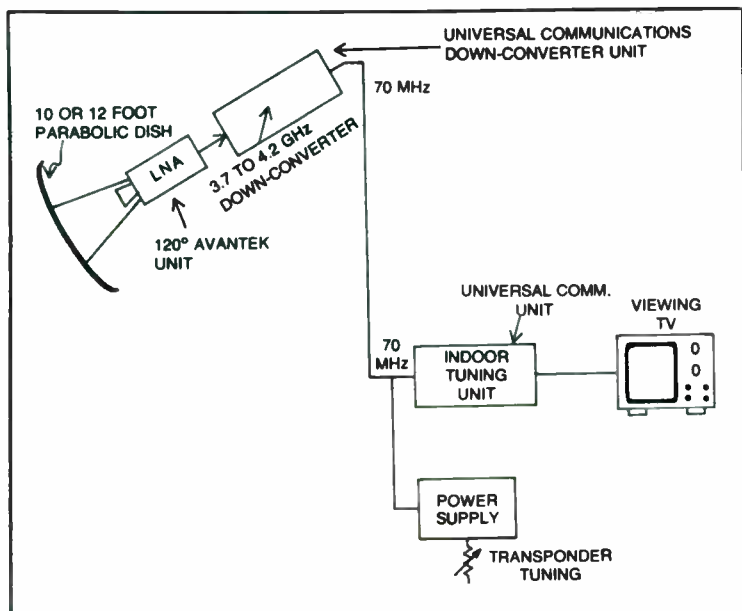 UNIVERSAL COMMUNICATIONS
DOWN-CONVERTER UNIT
70 MHz
10 OR 12 FOOT
PARABOLIC DISH
LNA
3.7 TO 4.2 GHz
DOWN-CONVERTER
120° AVANTEK
UNIT
UNIVERSAL COMM.
UNIT
VIEWING
TV
70
MHz
INDOOR
TUNING
UNIT
POWER
SUPPLY
TRANSPONDER
TUNING